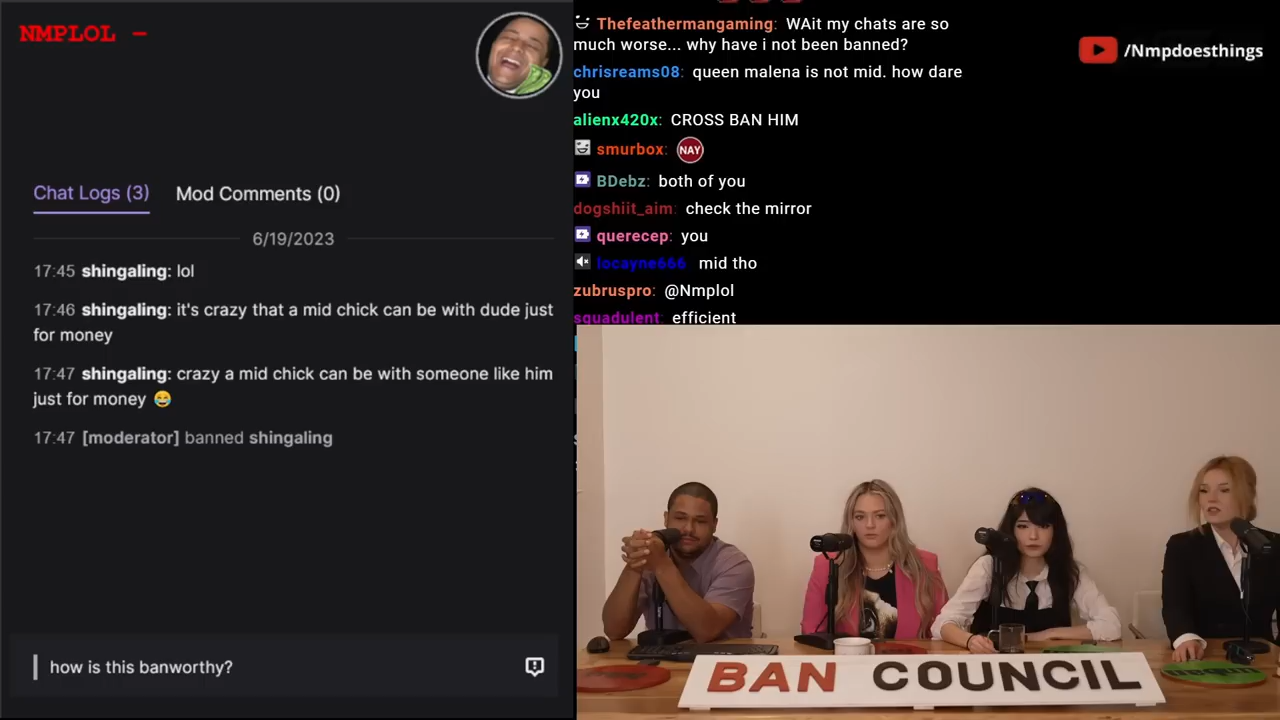 NMPLOL -
Chat Logs (3) Mod Comments (0)
6/19/2023
17:45 shingaling: lol
17:46 shingaling: it's crazy that a mid chick can be with dude just
for money
17:47 shingaling: crazy a mid chick can be with someone like him
just for money 😂
17:47 [moderator] banned shingaling
how is this banworthy?
Thefeathermangaming: WAit my chats are so
much worse... why have i not been banned?
chrisreams08: queen malena is not mid. how dare
you
alienx420x: CROSS BAN HIM
smurbox: NAY
BDebz: both of you
dogshiit_aim: check the mirror
querecep: you
locayne666 mid tho
zubruspro: @Nmplol
squadulent: efficient
/Nmpdoesthings
BAN COUNCIL